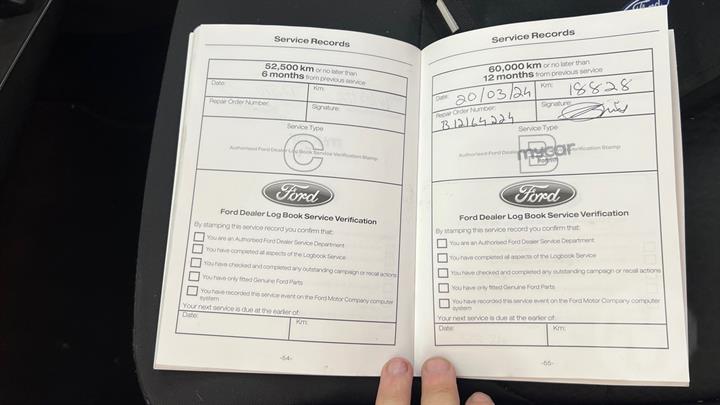 Service Records
52,500 km or no later than
6 months from previous service
Date:
Km:
Repair Order Number:
Signature:
Service Type
C
Authorised Ford Dealer Log Book Service Verification Stamp
Ford
Ford Dealer Log Book Service Verification
By stamping this service record you confirm that:
You are an Authorised Ford Dealer Service Department
You have completed all aspects of the Logbook Service
You have checked and completed any outstanding campaign or recall actions
You have only fitted Genuine Ford Parts
You have recorded this service event on the Ford Motor Company computer
system
Your next service is due at the earlier of:
Date:
Km:
-54-
Service Records
60,000 km or no later than
12 months from previous service
Date: 20/03/24
Km: 18828
Repair Order Number:
Signature:
B12164224
Service Type
B
Authorised Ford Dealer
mycar
Verification Stamp
Ford
Ford Dealer Log Book Service Verification
By stamping this service record you confirm that:
You are an Authorised Ford Dealer Service Department
You have completed all aspects of the Logbook Service
You have checked and completed any outstanding campaign or recall actions
You have only fitted Genuine Ford Parts
You have recorded this service event on the Ford Motor Company computer
system
Your next service is due at the earlier of:
Date:
Km:
-55-